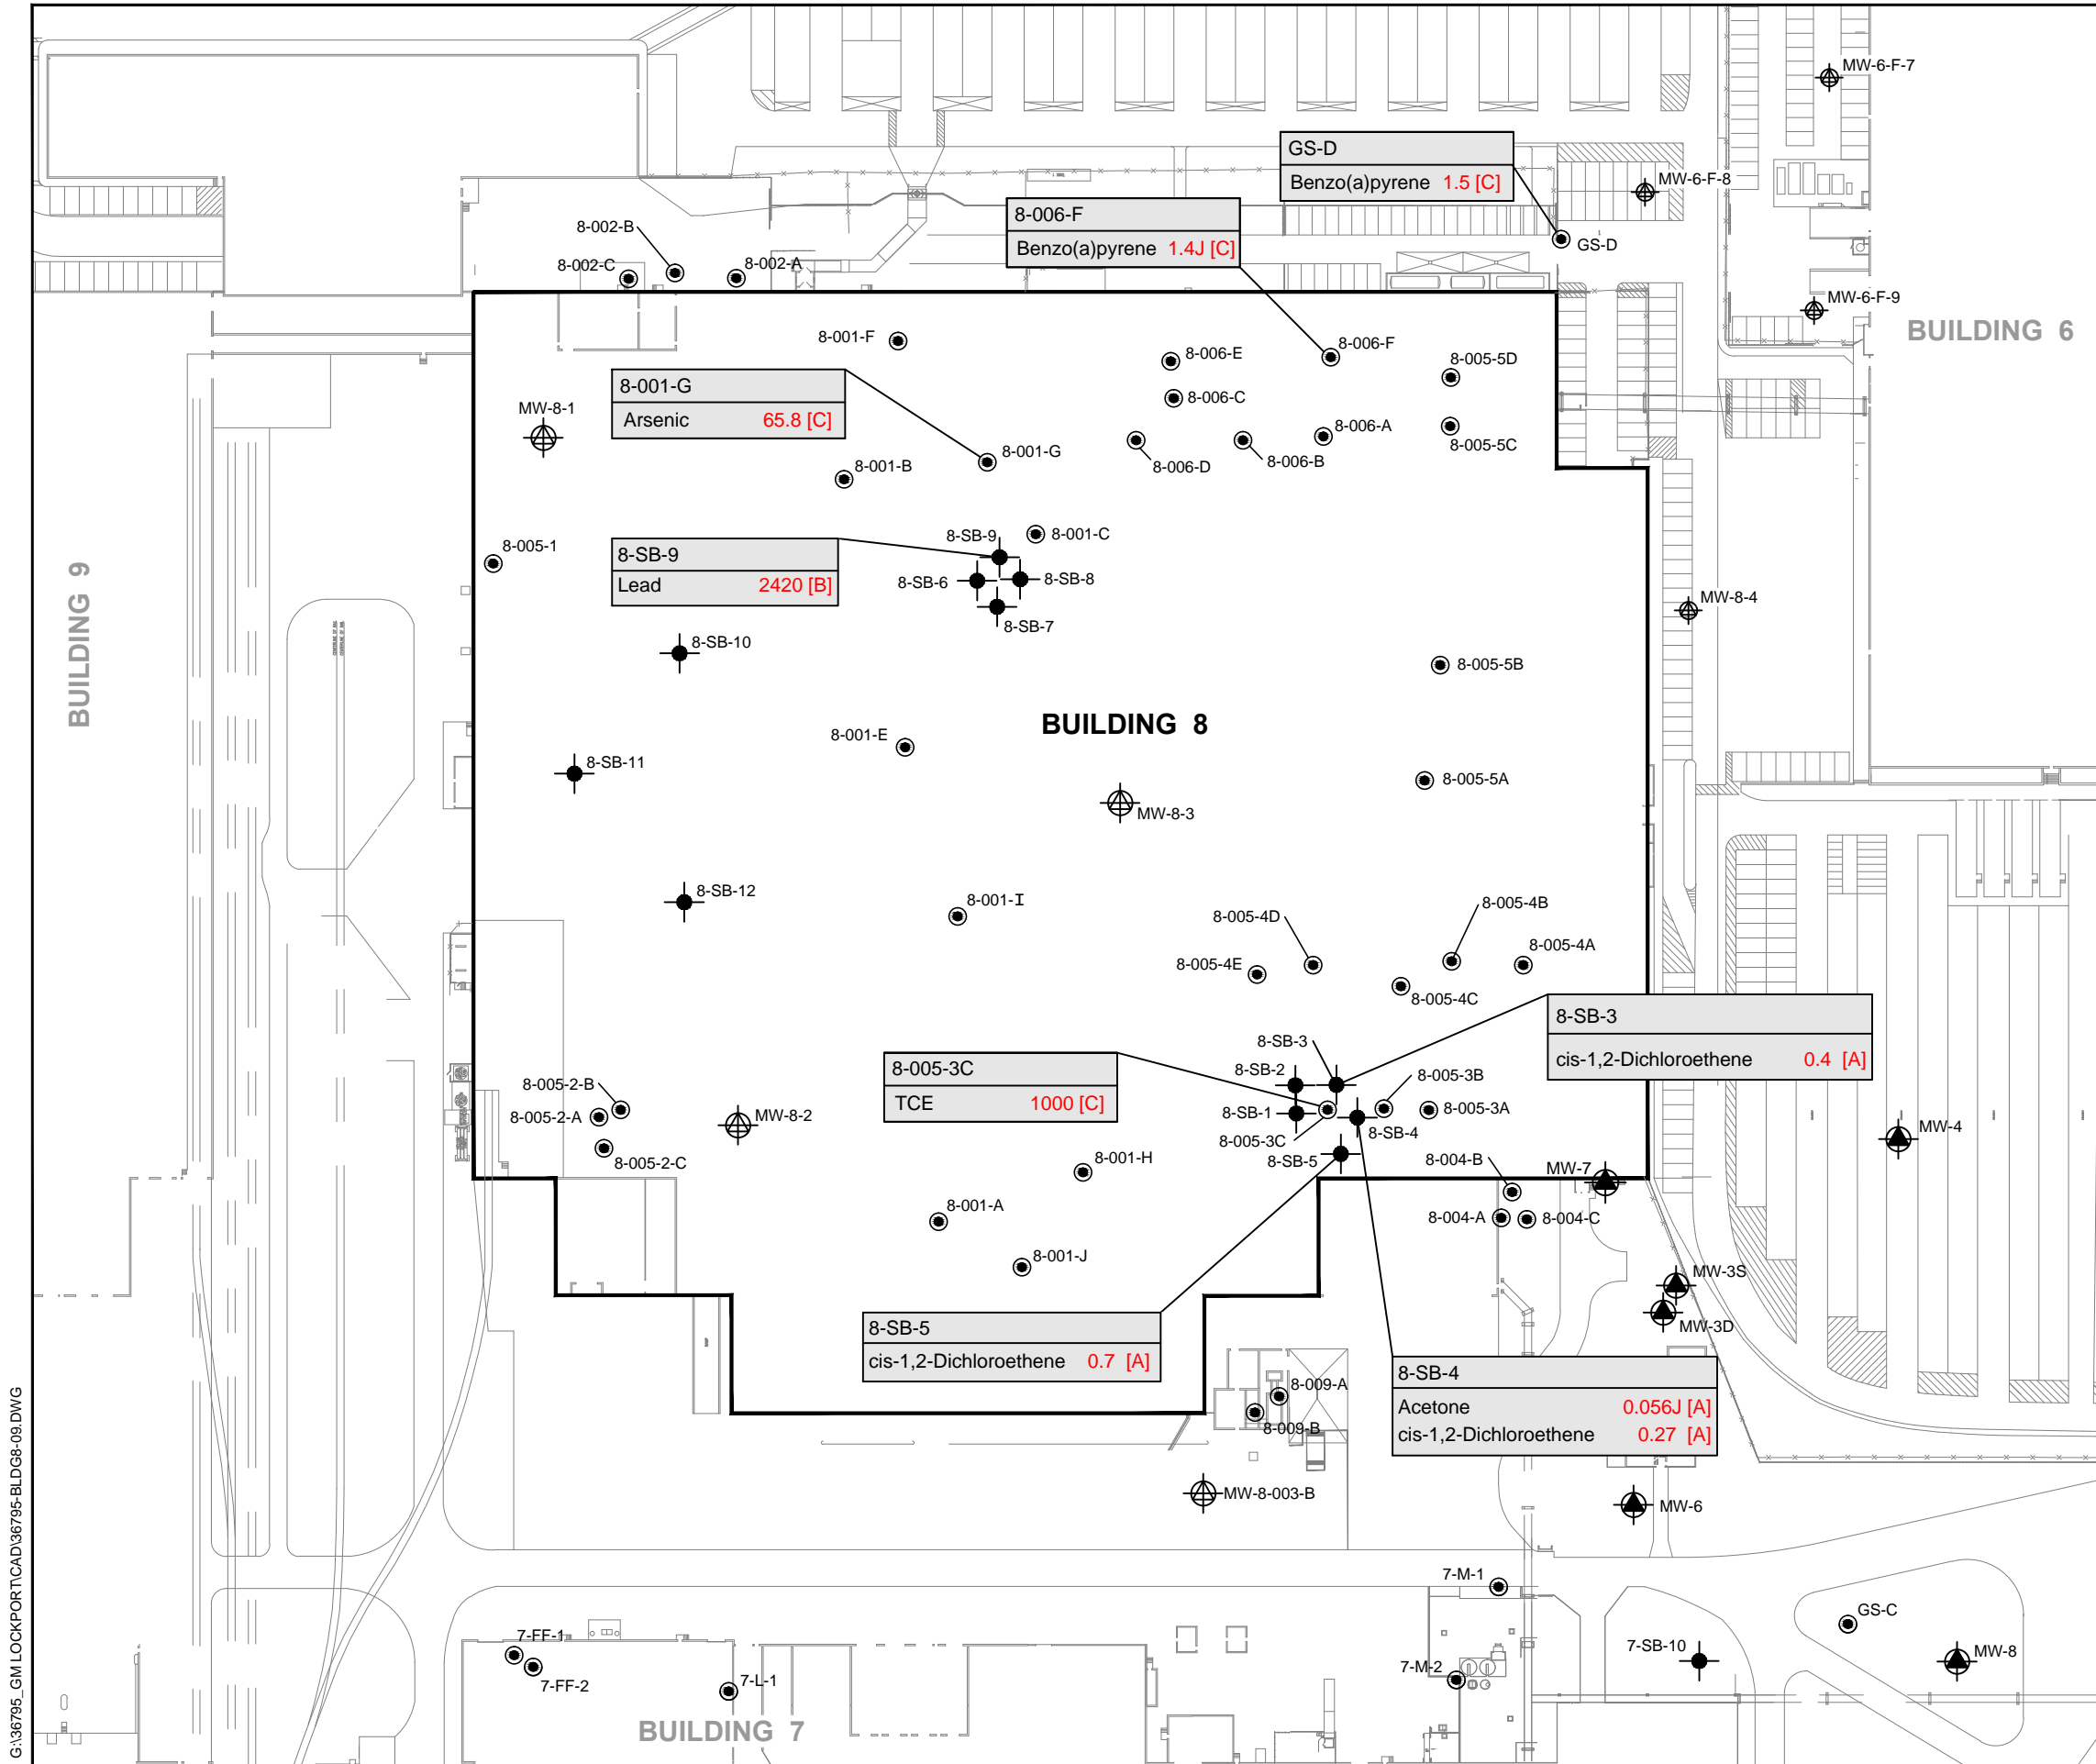 MW-6-F-7
GS-D
Benzo(a)pyrene 1.5 [C]
MW-6-F-8
8-006-F
Benzo(a)pyrene 1.4J [C]
8-002-B
GS-D
8-002-C
8-002-A
MW-6-F-9
BUILDING 6
8-001-F
8-006-E
8-006-F
8-005-5D
8-001-G
Arsenic 65.8 [C]
8-006-C
MW-8-1
8-006-A
8-005-5C
8-001-B
8-001-G
8-006-D
8-006-B
8-SB-9
Lead 2420 [B]
8-SB-9
8-001-C
8-005-1
8-SB-6
8-SB-8
8-SB-7
MW-8-4
BUILDING 9
8-SB-10
8-005-5B
BUILDING 8
8-001-E
8-SB-11
8-005-5A
MW-8-3
8-SB-12
8-001-I
8-005-4D
8-005-4B
8-005-4E
8-005-4A
8-005-4C
8-SB-3
cis-1,2-Dichloroethene 0.4 [A]
8-SB-3
8-005-3C
TCE 1000 [C]
8-SB-2
8-005-3B
8-005-2-B
8-005-2-A
8-005-2-C
MW-8-2
8-SB-1
8-005-3A
8-005-3C
8-SB-4
8-SB-5
8-004-B
MW-7
MW-4
8-001-H
8-001-A
8-004-A
8-004-C
8-001-J
MW-3S
MW-3D
8-SB-5
cis-1,2-Dichloroethene 0.7 [A]
8-SB-4
Acetone 0.056J [A]
cis-1,2-Dichloroethene 0.27 [A]
8-009-A
8-009-B
MW-8-003-B
MW-6
7-M-1
GS-C
7-FF-1
7-FF-2
7-L-1
7-M-2
7-SB-10
MW-8
BUILDING 7
G:\36795_GM LOCKPORT\CAD\36795-BLDG8-09.DWG